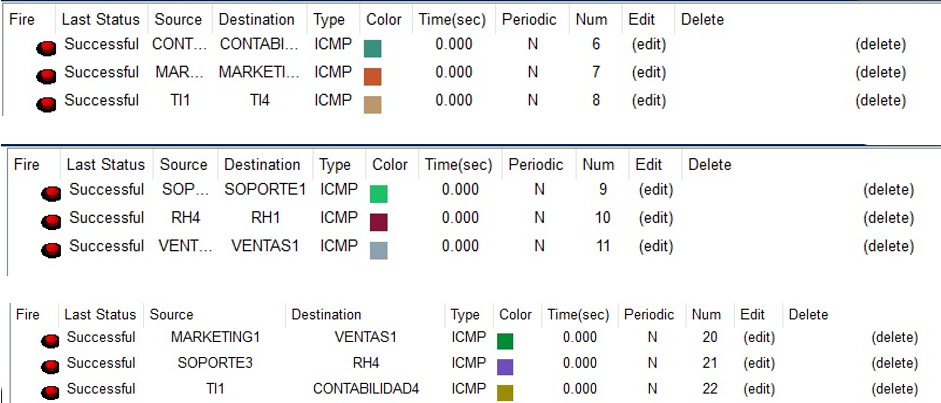 Fire Last Status Source Destination Type Color Time(sec) Periodic Num Edit Delete
Successful CONT... CONTABI... ICMP 0.000 N 6 (edit) (delete)
Successful MAR... MARKETI... ICMP 0.000 N 7 (edit) (delete)
Successful TI1 TI4 ICMP 0.000 N 8 (edit) (delete)
Fire Last Status Source Destination Type Color Time(sec) Periodic Num Edit Delete
Successful SOP... SOPORTE1 ICMP 0.000 N 9 (edit) (delete)
Successful RH4 RH1 ICMP 0.000 N 10 (edit) (delete)
Successful VENT... VENTAS1 ICMP 0.000 N 11 (edit) (delete)
Fire Last Status Source Destination Type Color Time(sec) Periodic Num Edit Delete
Successful MARKETING1 VENTAS1 ICMP 0.000 N 20 (edit) (delete)
Successful SOPORTE3 RH4 ICMP 0.000 N 21 (edit) (delete)
Successful TI1 CONTABILIDAD4 ICMP 0.000 N 22 (edit) (delete)